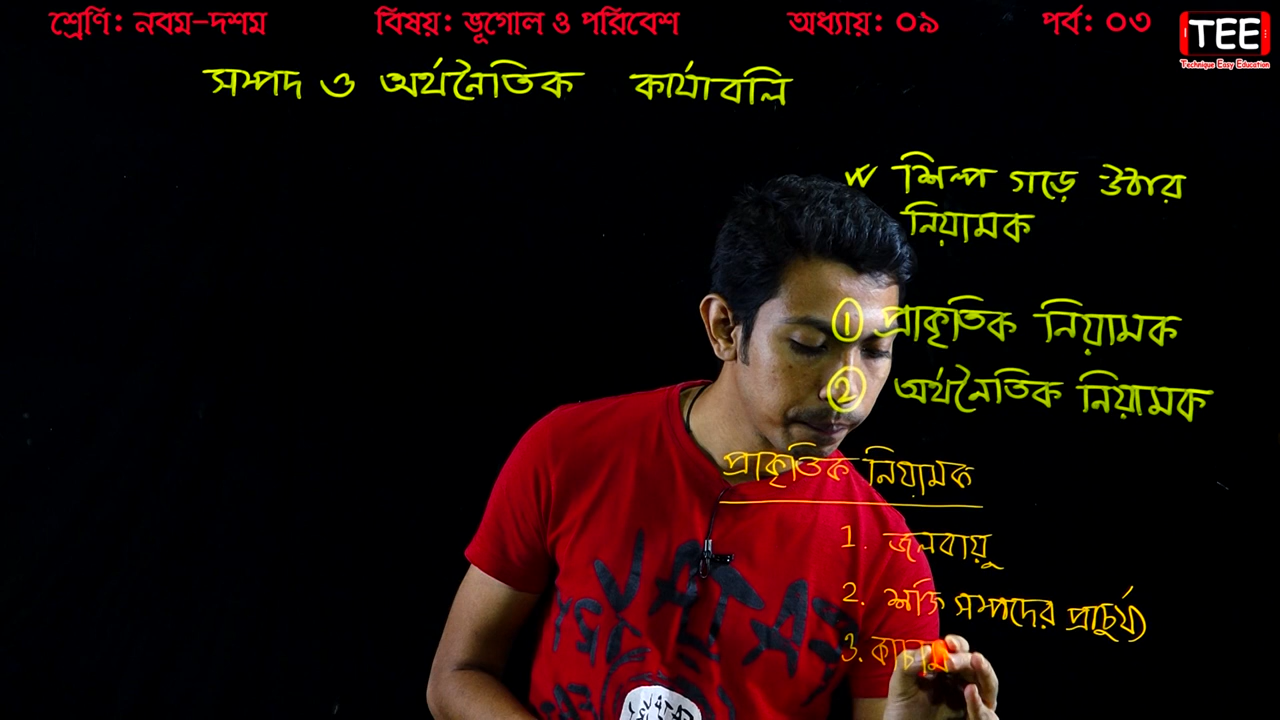 শ্রেণি: নবম-দশম বিষয়: ভূগোল ও পরিবেশ অধ্যায়: ০৯ পর্ব: ০৩
TEE
Technique Easy Education
সম্পদ ও অর্থনৈতিক কার্যাবলি
শিল্প গড়ে উঠার
নিয়ামক
① প্রাকৃতিক নিয়ামক
② অর্থনৈতিক নিয়ামক
প্রাকৃতিক নিয়ামক
1. জলবায়ু
2. শক্তি সম্পদের প্রাচুর্য
3. কাচাম